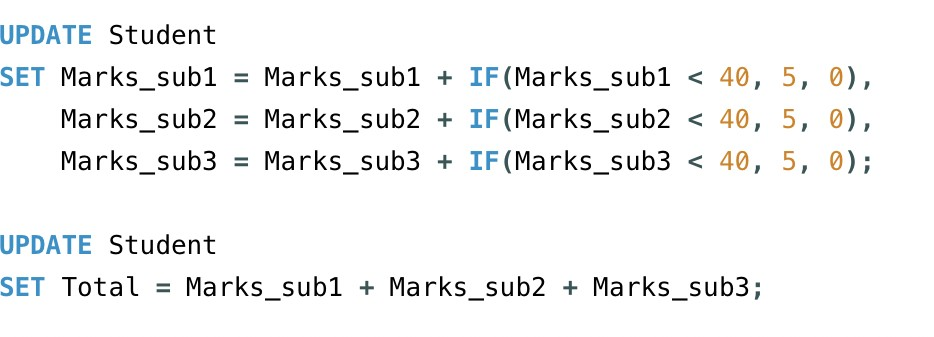 UPDATE Student
SET Marks_sub1 = Marks_sub1 + IF(Marks_sub1 < 40, 5, 0),
    Marks_sub2 = Marks_sub2 + IF(Marks_sub2 < 40, 5, 0),
    Marks_sub3 = Marks_sub3 + IF(Marks_sub3 < 40, 5, 0);

UPDATE Student
SET Total = Marks_sub1 + Marks_sub2 + Marks_sub3;